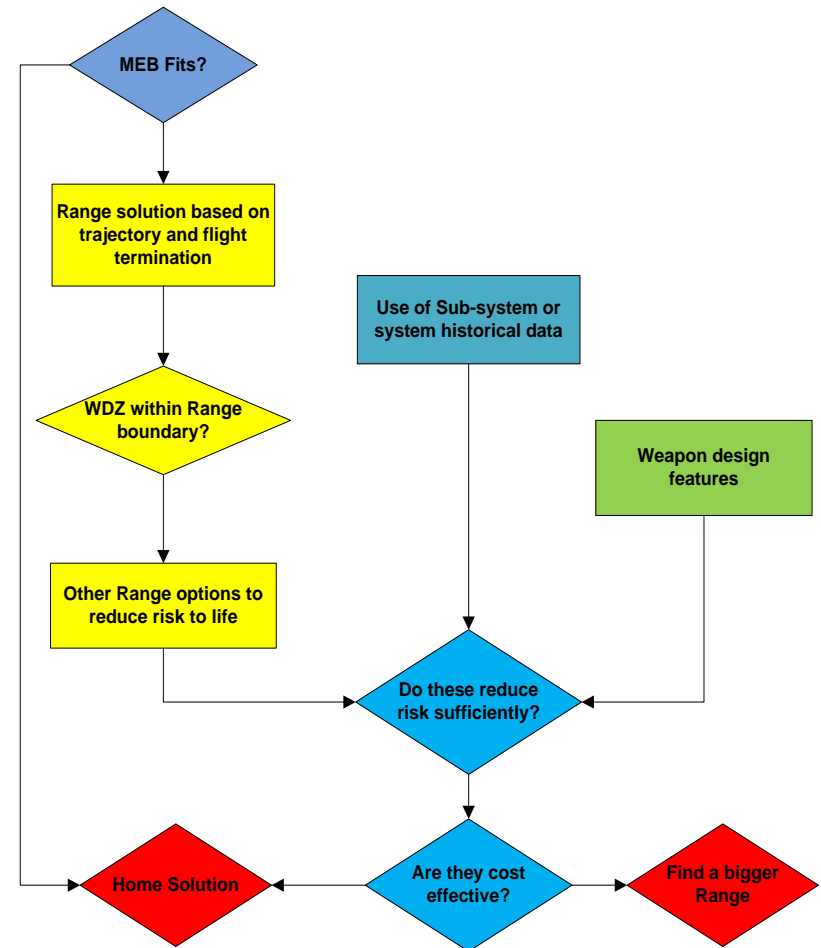 MEB Fits?
Range solution based on
trajectory and flight
termination
Use of Sub-system or
system historical data
WDZ within Range
boundary?
Weapon design
features
Other Range options to
reduce risk to life
Do these reduce
risk sufficiently?
Home Solution
Are they cost
effective?
Find a bigger
Range